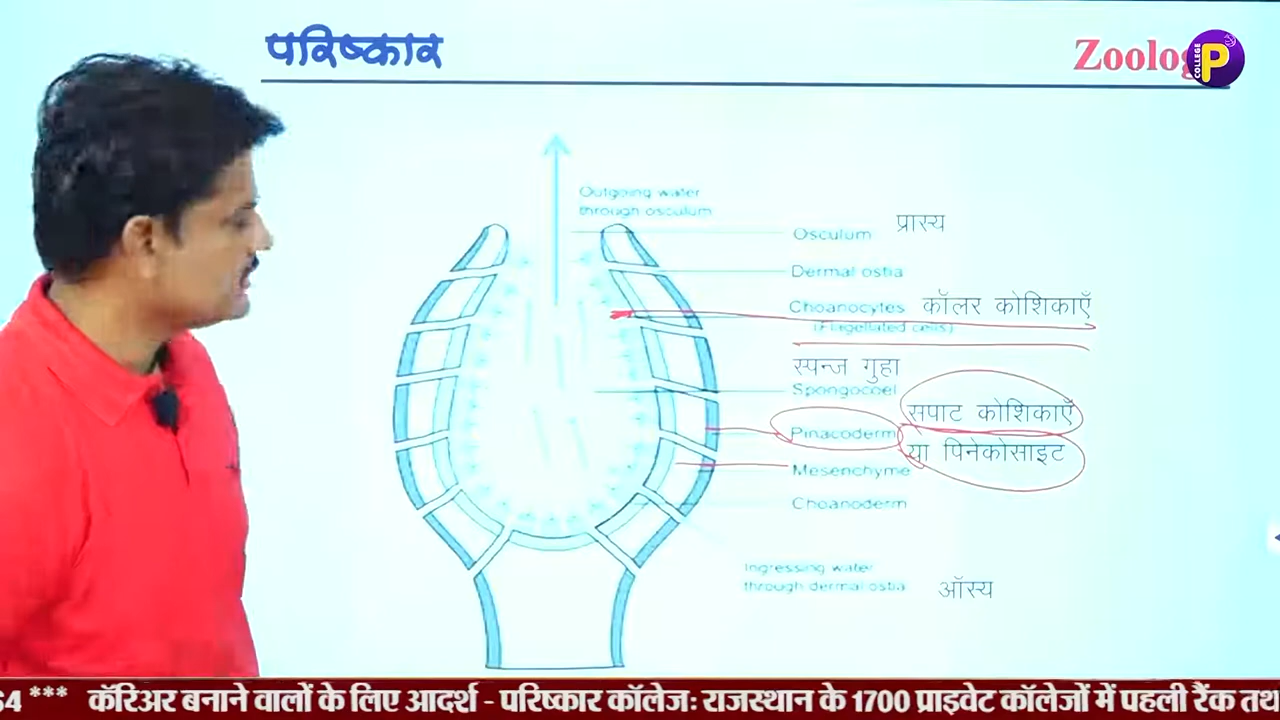 परिष्कार
Zoolog
COLLEGE P
Outgoing water
through osculum
Osculum प्रास्य
Dermal ostia
Choanocytes कॉलर कोशिकाएँ
(Flagellated cells)
स्पन्ज गुहा
Spongocoel
सपाट कोशिकाएँ
Pinacoderm
या पिनेकोसाइट
Mesenchyme
Choanoderm
Ingressing water
through dermal ostia ऑस्य
64 *** कॅरिअर बनाने वालों के लिए आदर्श - परिष्कार कॉलेजः राजस्थान के 1700 प्राइवेट कॉलेजों में पहली रैंक तथ